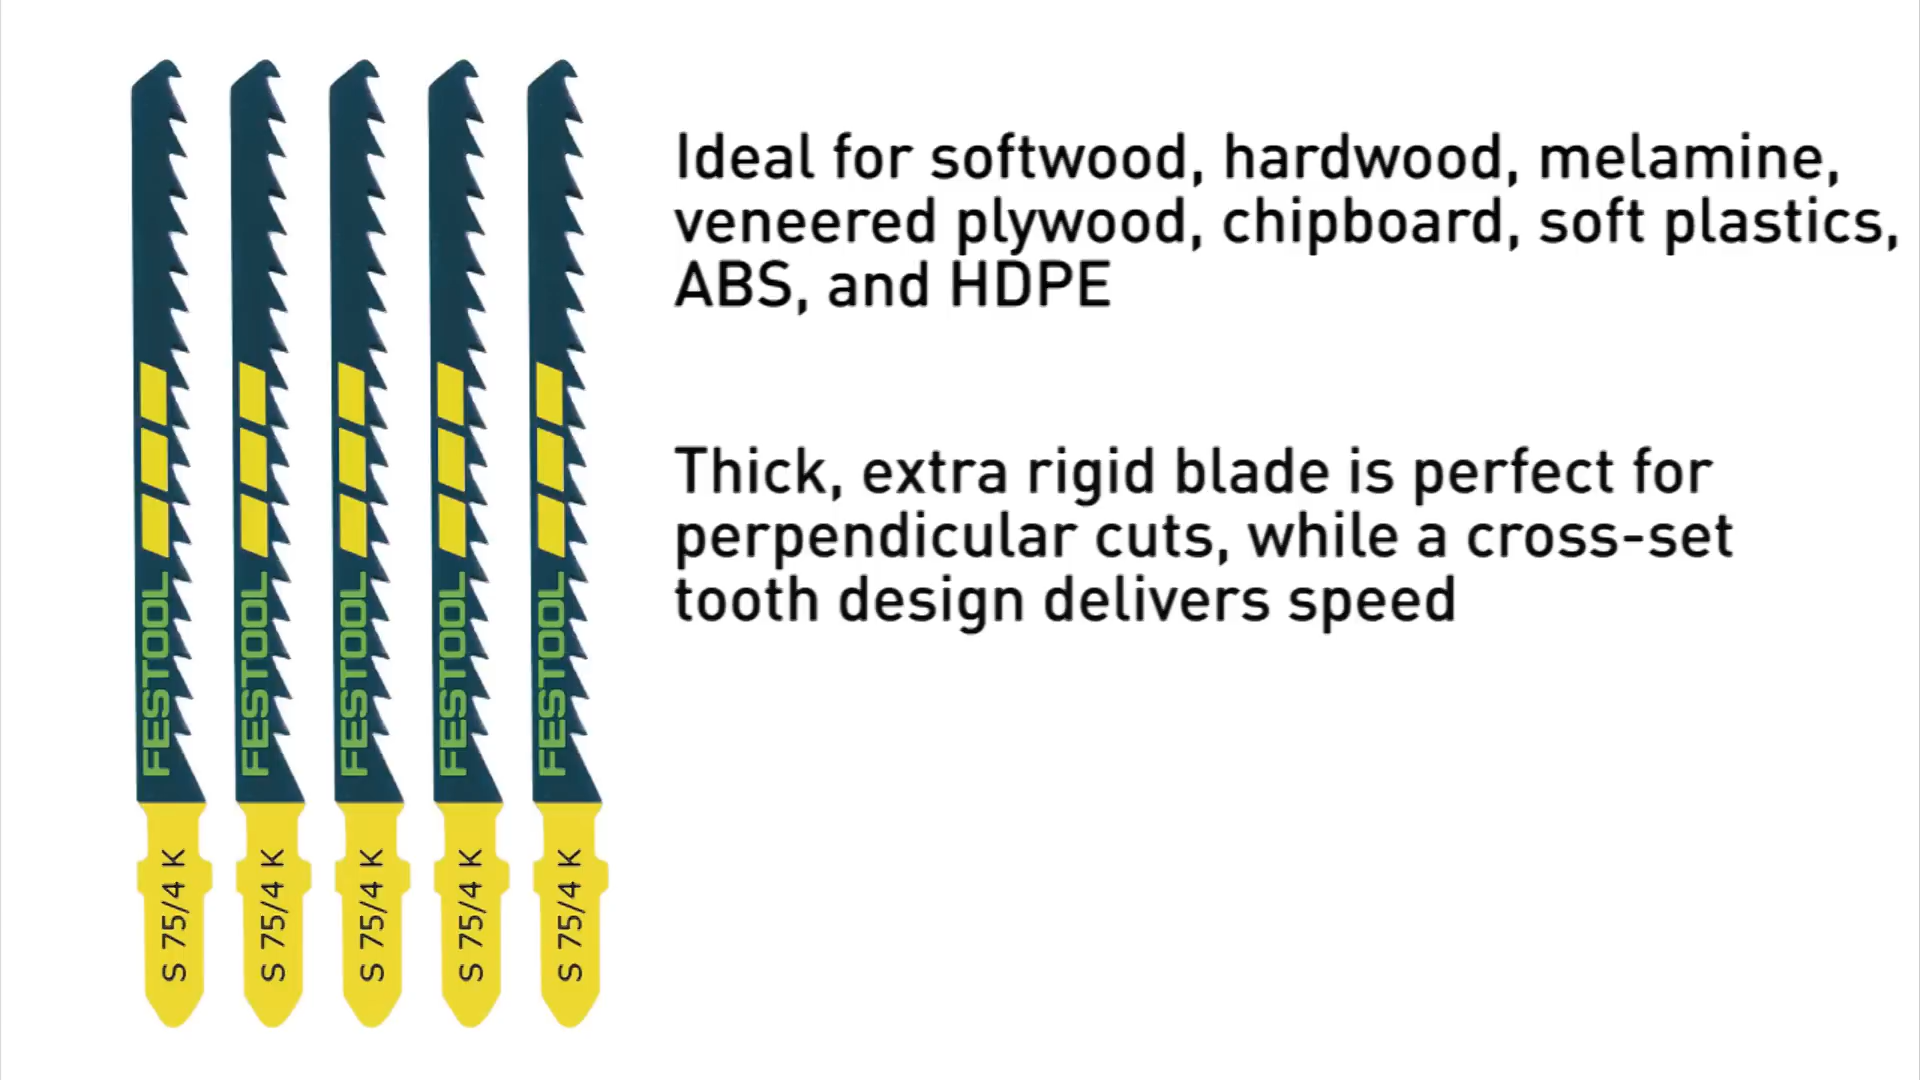 Ideal for softwood, hardwood, melamine,
veneered plywood, chipboard, soft plastics,
ABS, and HDPE
Thick, extra rigid blade is perfect for
perpendicular cuts, while a cross-set
tooth design delivers speed
FESTOOL
FESTOOL
FESTOOL
FESTOOL
FESTOOL
S 75/4 K
S 75/4 K
S 75/4 K
S 75/4 K
S 75/4 K